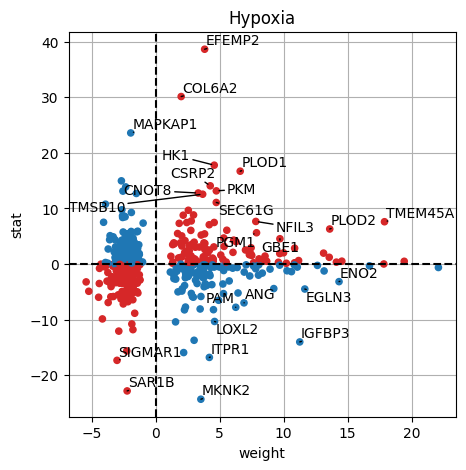 Hypoxia
40
30
20
10
0
−10
−20
stat
EFEMP2
COL6A2
MAPKAP1
HK1
PLOD1
CSRP2
CNOT8
PKM
TMSB10
SEC61G
TMEM45A
NFIL3
PLOD2
PGM1
GBE1
ENO2
PAM
ANG
EGLN3
LOXL2
IGFBP3
SIGMAR1
ITPR1
SAR1B
MKNK2
−5
0
5
10
15
20
weight